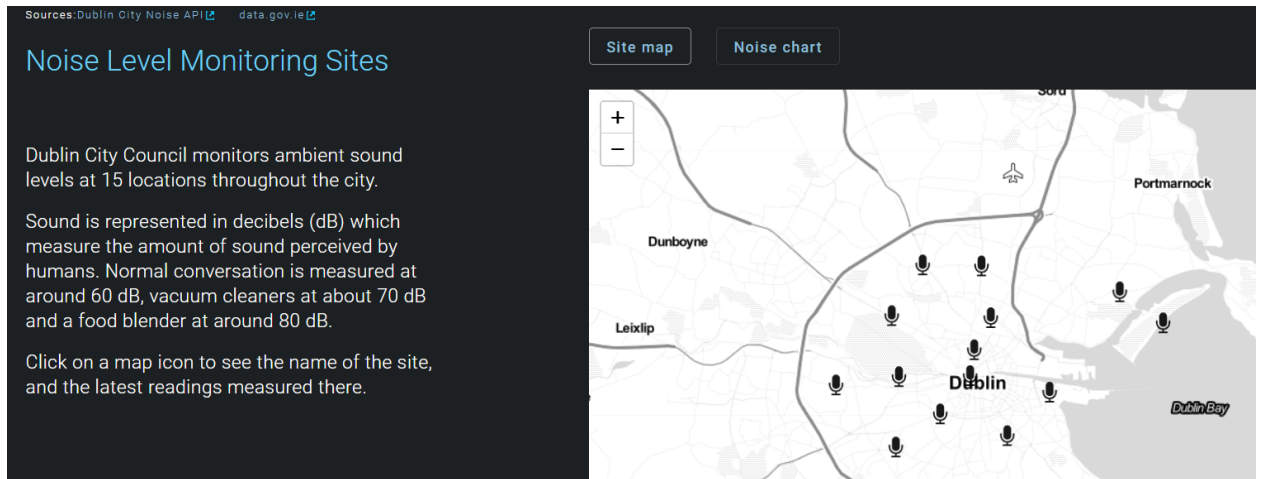 Sources:Dublin City Noise API data.gov.ie
Noise Level Monitoring Sites
Dublin City Council monitors ambient sound
levels at 15 locations throughout the city.
Sound is represented in decibels (dB) which
measure the amount of sound perceived by
humans. Normal conversation is measured at
around 60 dB, vacuum cleaners at about 70 dB
and a food blender at around 80 dB.
Click on a map icon to see the name of the site,
and the latest readings measured there.
Site map
Noise chart
+
−
Sord
Portmarnock
Dunboyne
Leixlip
Dublin
Dublin Bay